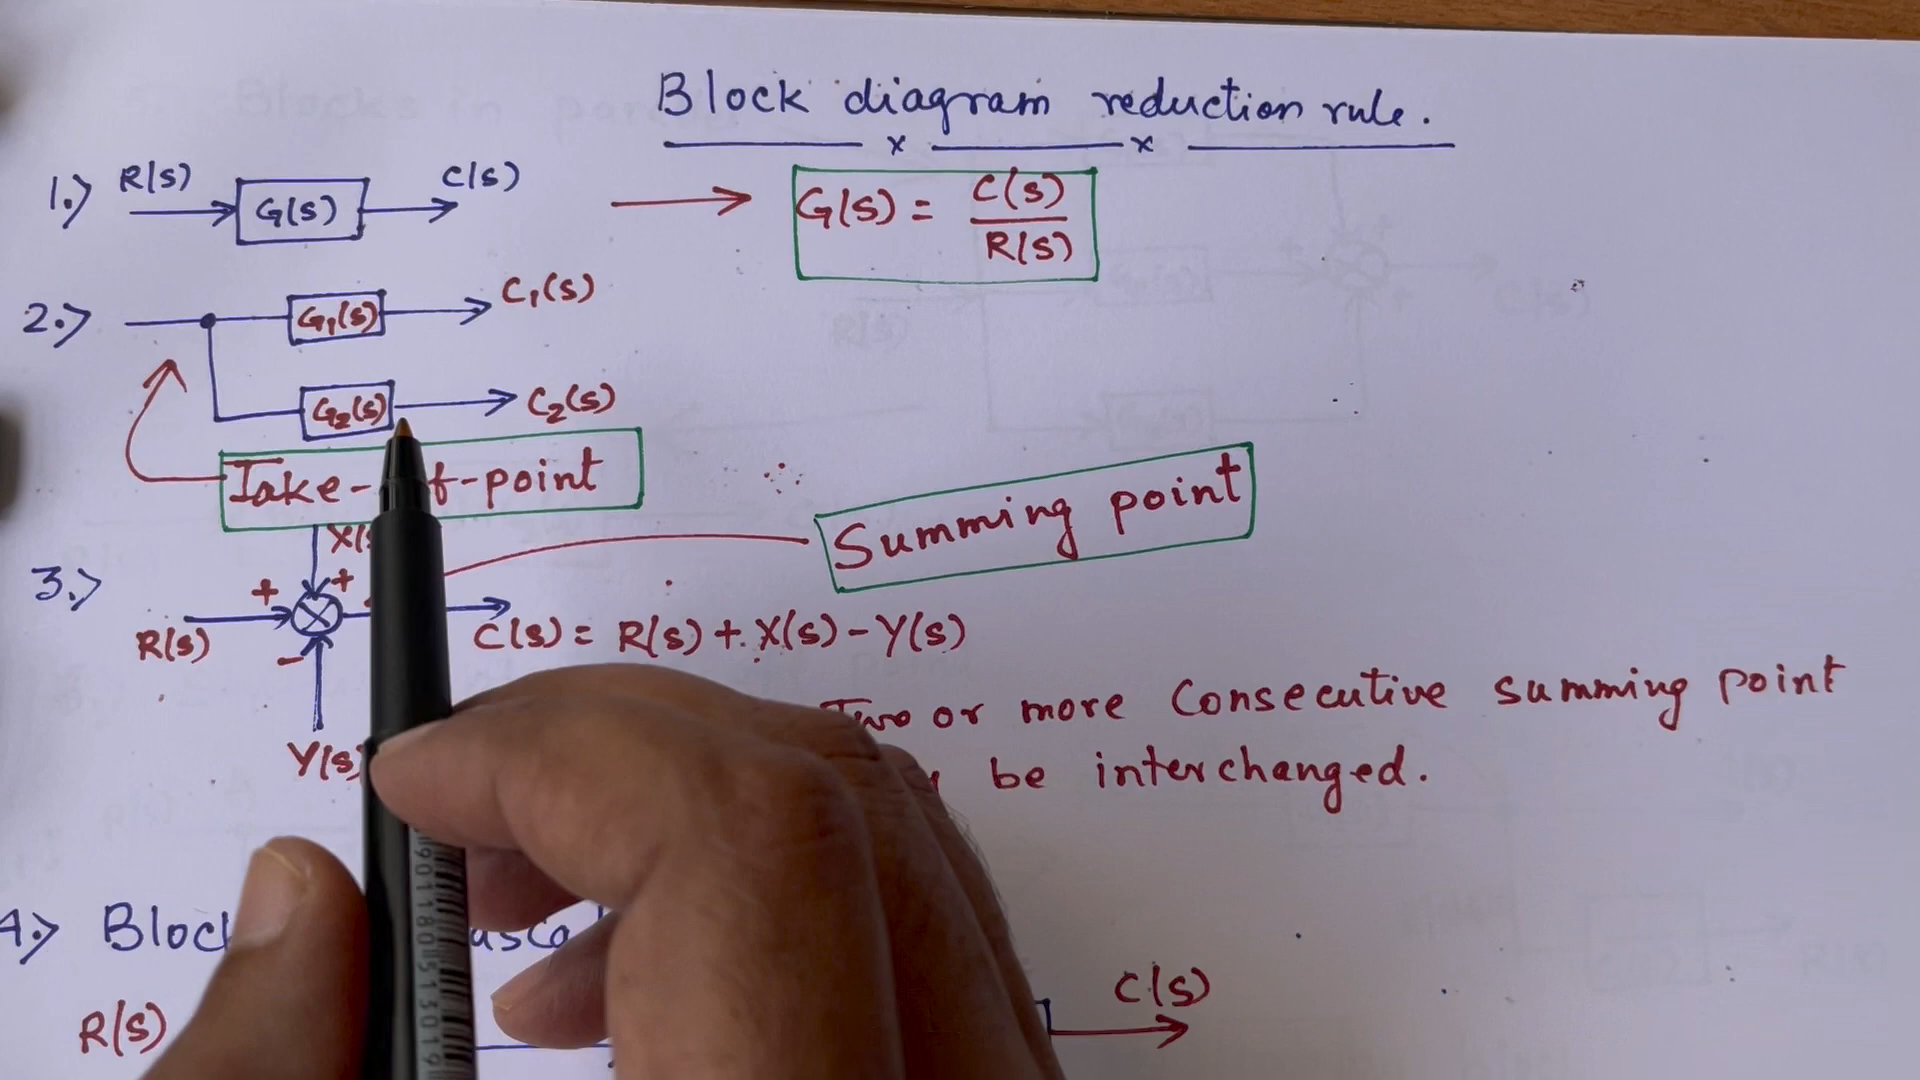 Block diagram reduction rule.
1.) R(s) G(s) C(s) G(s) = C(s) / R(s)
2.) G₁(s) C₁(s)
G₂(s) C₂(s)
Take- f-point
Summing point
3.) X(s
+ +
R(s) - C(s) = R(s) + X(s) - Y(s)
Y(s)
Two or more Consecutive summing point
be interchanged.
4.) Bloc
R(s) C(s)